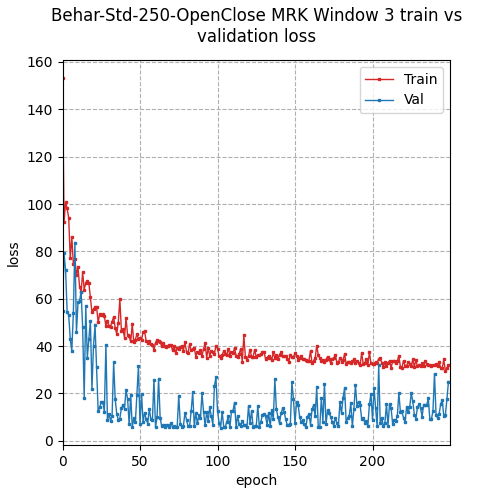 Behar-Std-250-OpenClose MRK Window 3 train vs
validation loss
Train
Val
160
140
120
100
80
60
40
20
0
loss
0
50
100
150
200
epoch